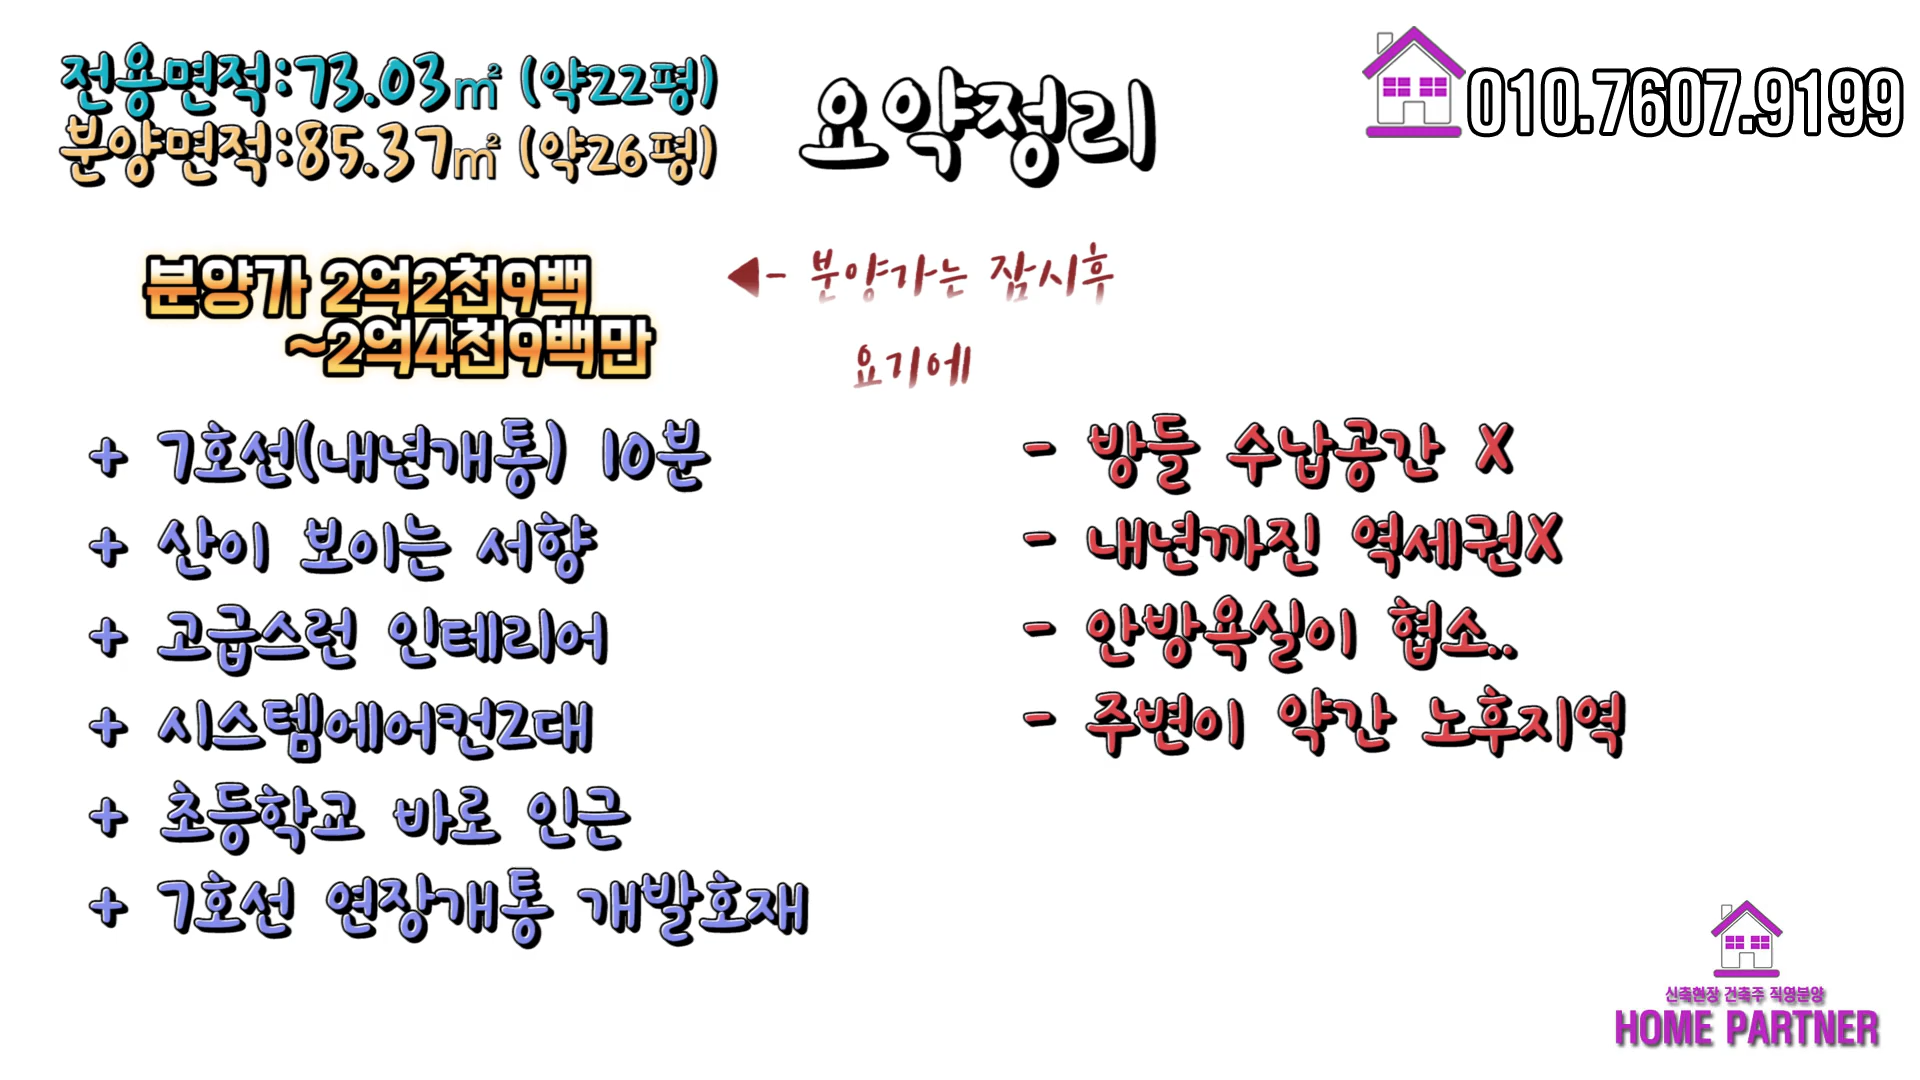 전용면적:73.03㎡ (약22평)
분양면적:85.37㎡ (약26평)
요약정리
010.7607.9199
분양가 2억2천9백
~2억4천9백만
◀- 분양가는 잠시후
요기에
+ 7호선(내년개통) 10분
+ 산이 보이는 서향
+ 고급스런 인테리어
+ 시스템에어컨2대
+ 초등학교 바로 인근
+ 7호선 연장개통 개발호재
- 방들 수납공간 X
- 내년까진 역세권X
- 안방욕실이 협소..
- 주변이 약간 노후지역
신축현장 건축주 직영분양
HOME PARTNER